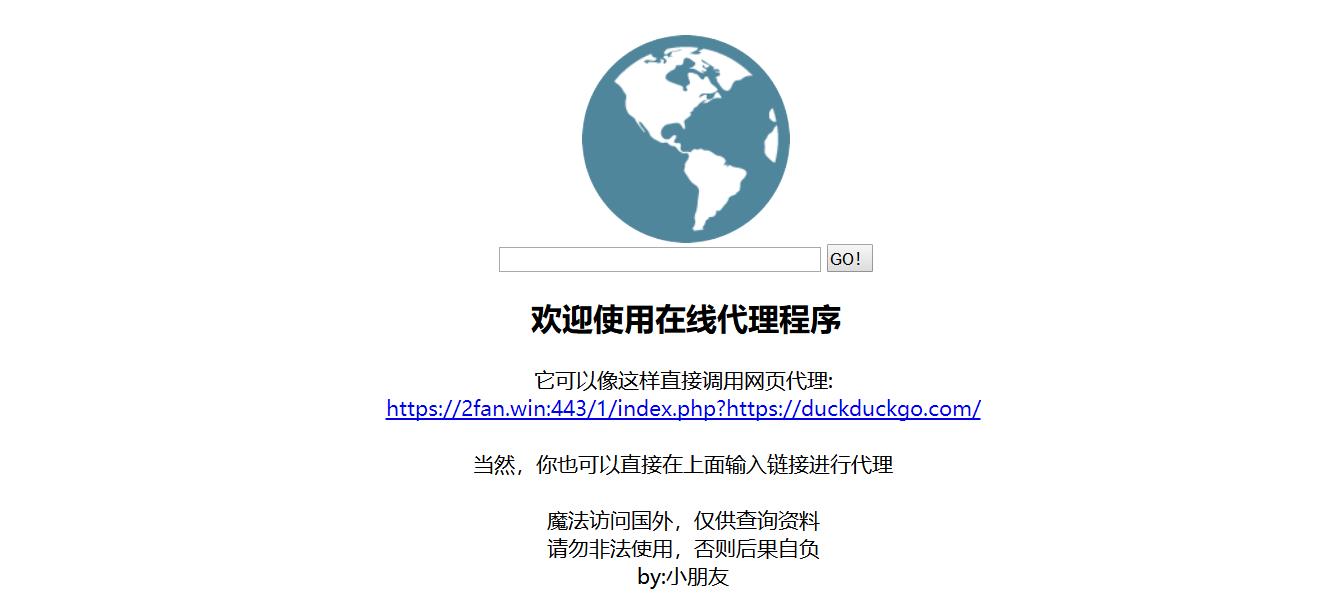 GO!
欢迎使用在线代理程序
它可以像这样直接调用网页代理:
https://2fan.win:443/1/index.php?https://duckduckgo.com/
当然，你也可以直接在上面输入链接进行代理
魔法访问国外，仅供查询资料
请勿非法使用，否则后果自负
by:小朋友